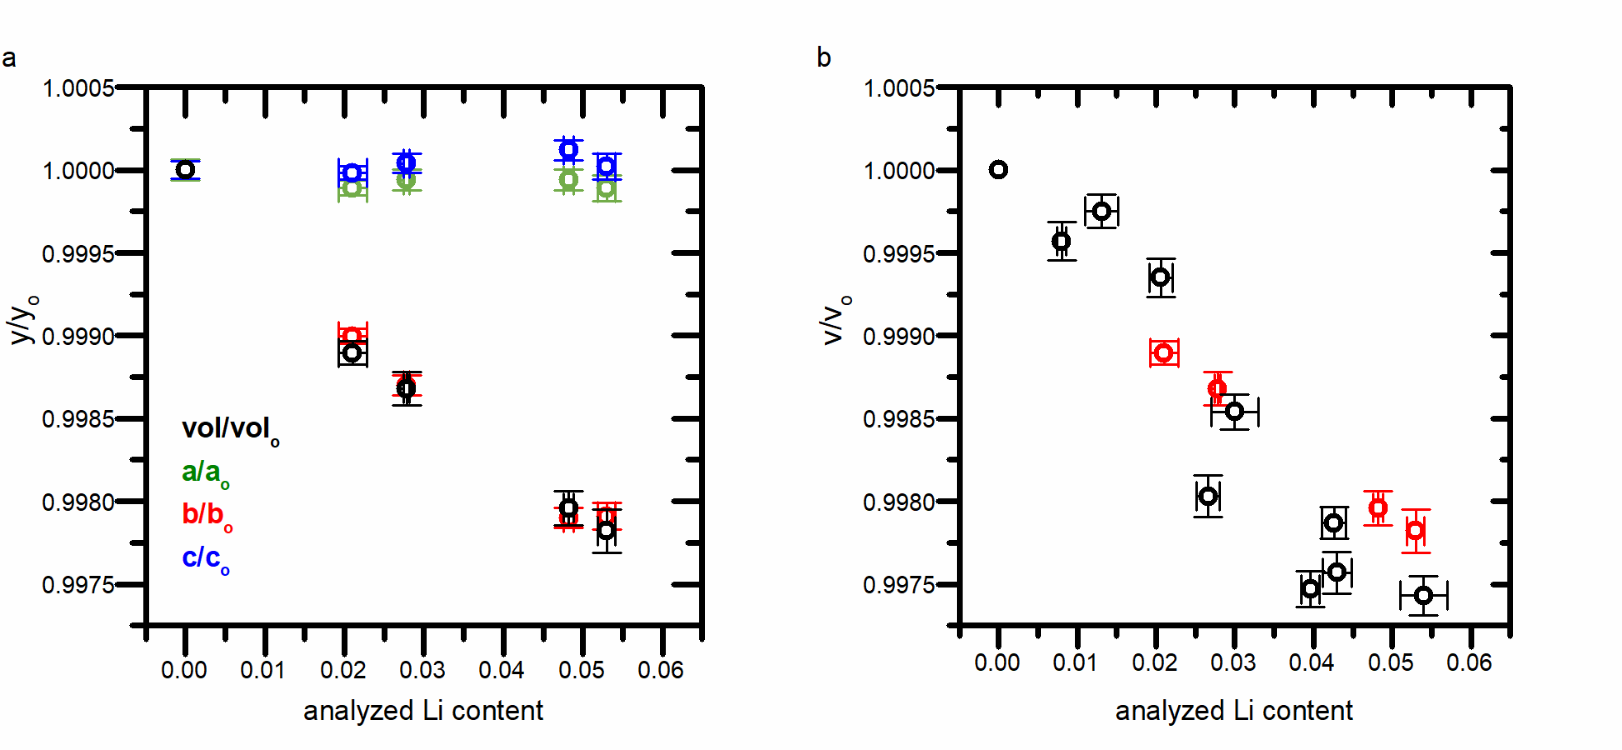 a
1.0005
1.0000
0.9995
0.9990
0.9985
0.9980
0.9975
y/yo
vol/volo
a/ao
b/bo
c/co
0.00 0.01 0.02 0.03 0.04 0.05 0.06
analyzed Li content
b
1.0005
1.0000
0.9995
0.9990
0.9985
0.9980
0.9975
v/vo
0.00 0.01 0.02 0.03 0.04 0.05 0.06
analyzed Li content